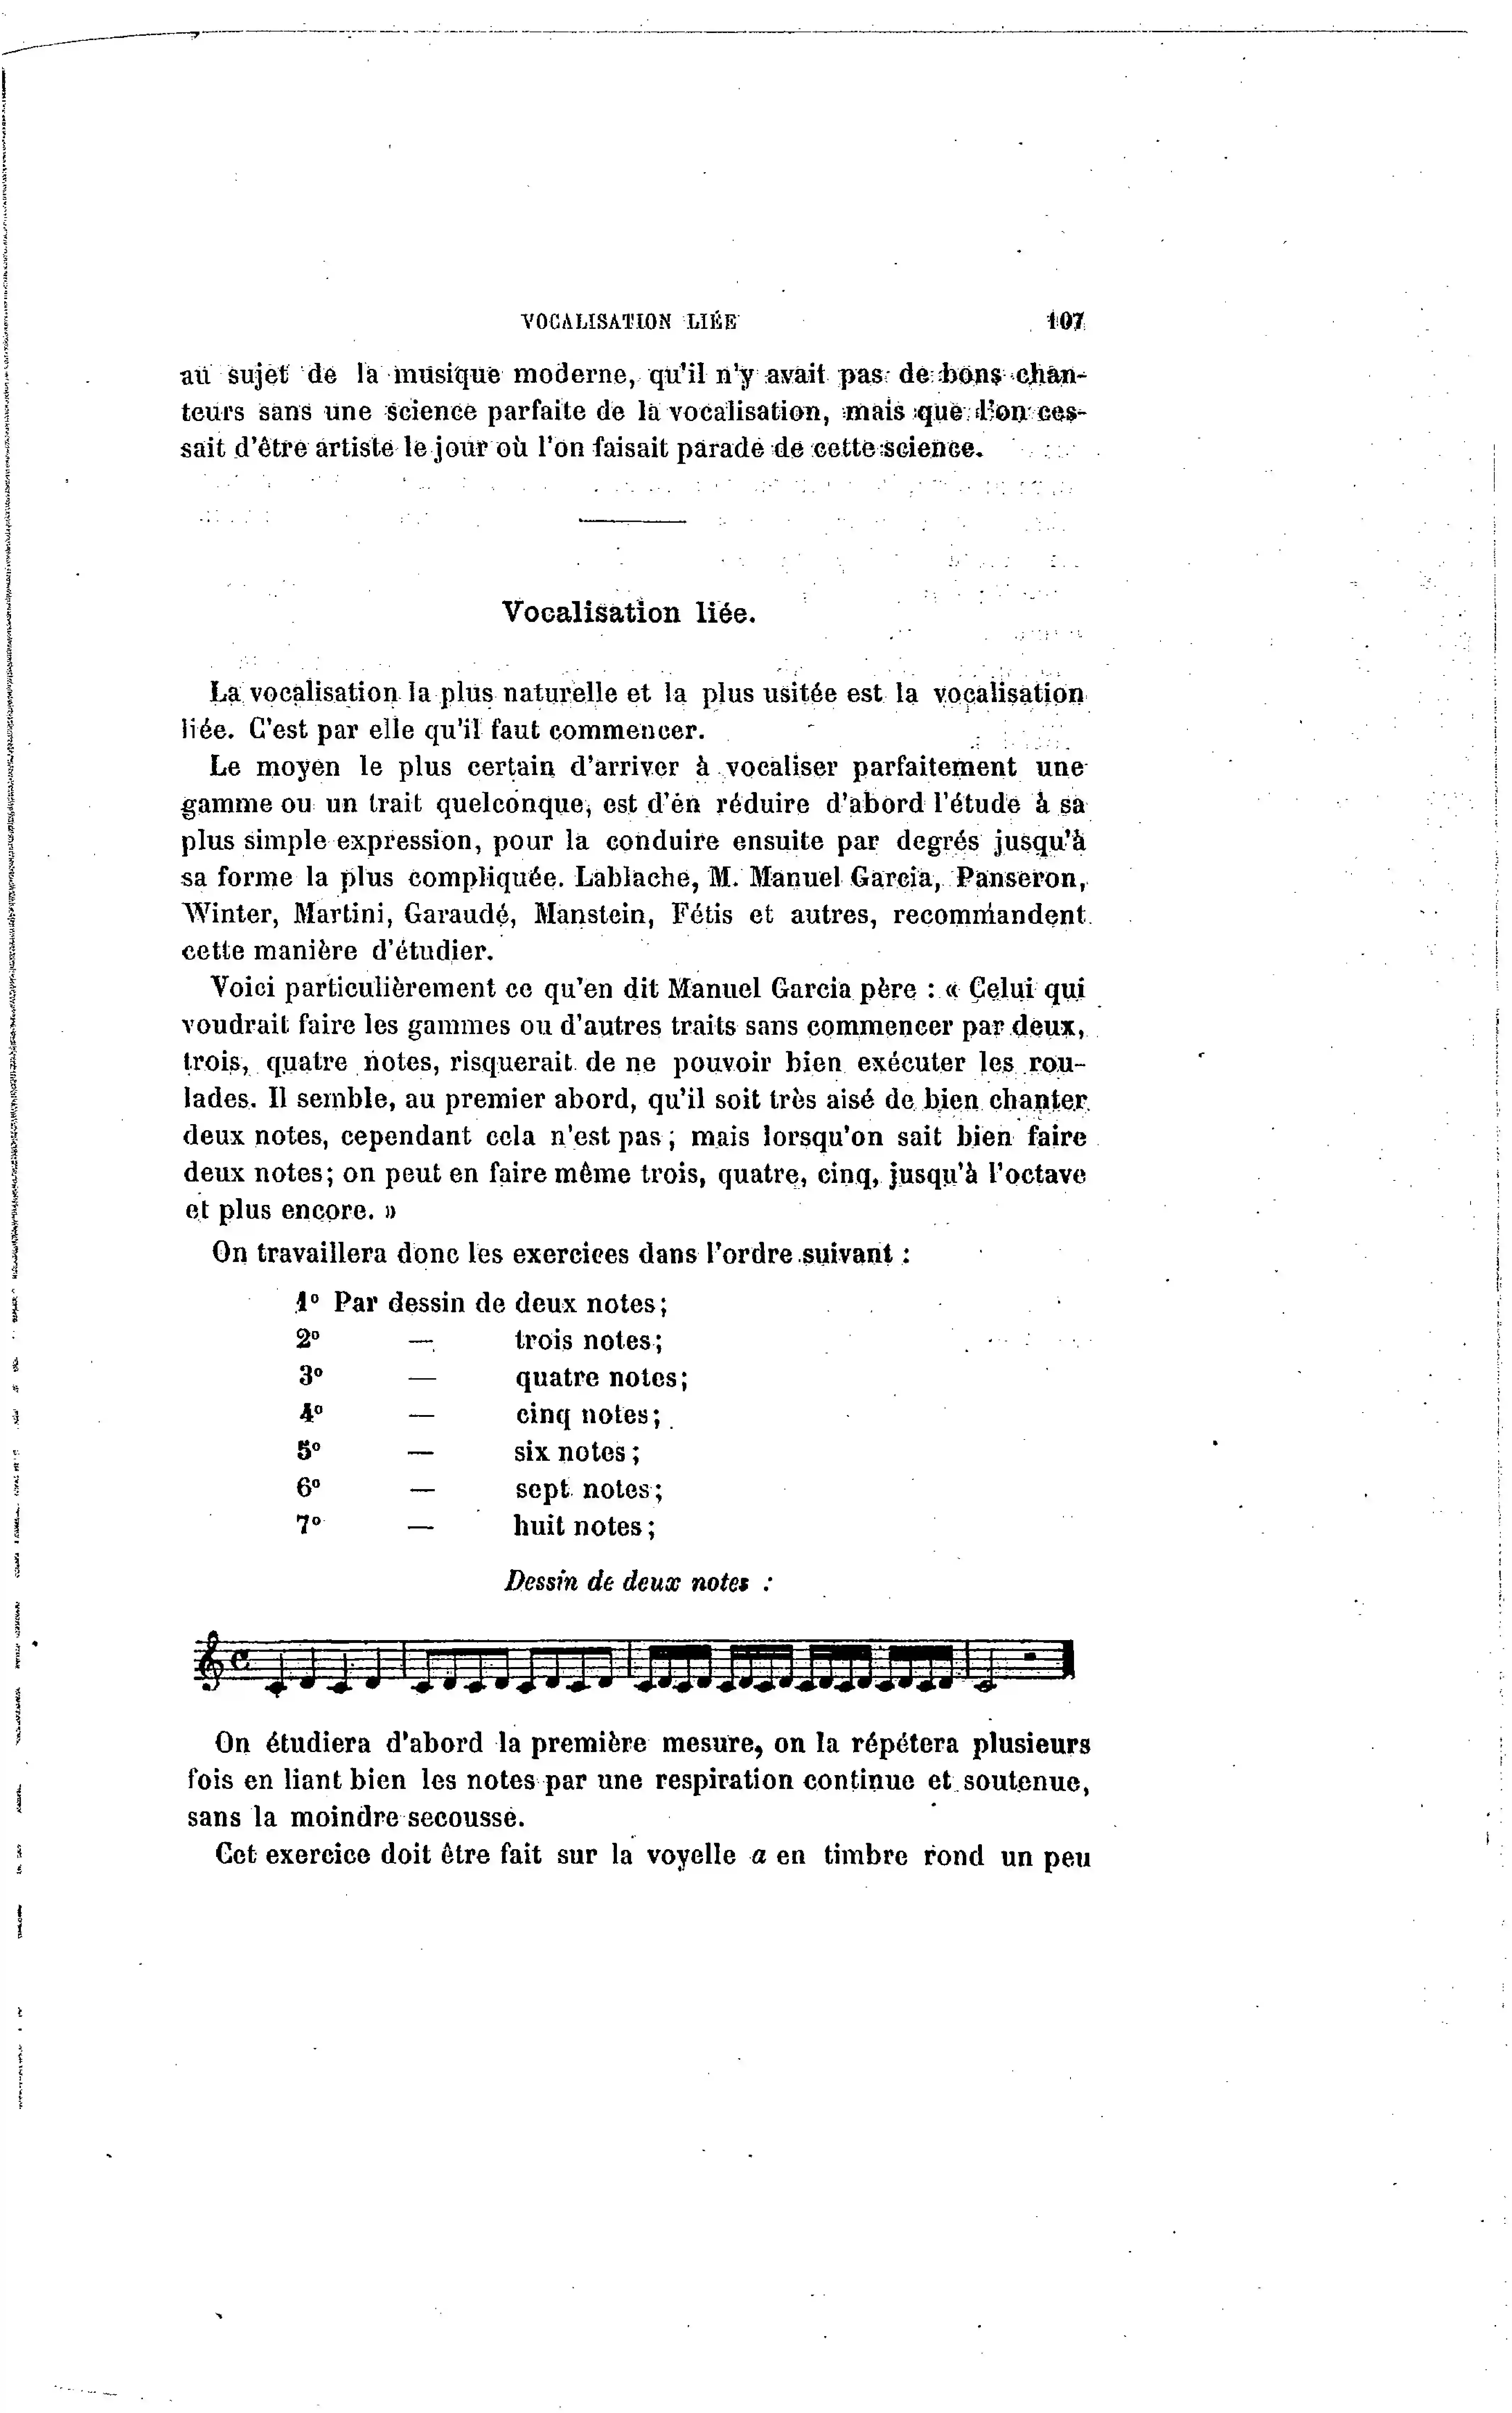 VOCALISATION LIÉE 107
au sujet de la musique moderne, qu'il n'y avait pas de bons chan-
teurs sans une science parfaite de la vocalisation, mais que l'on ces-
sait d'être artiste le jour où l'on faisait parade de cette science.
Vocalisation liée.
La vocalisation la plus naturelle et la plus usitée est la vocalisation
liée. C'est par elle qu'il faut commencer.
Le moyen le plus certain d'arriver à vocaliser parfaitement une
gamme ou un trait quelconque, est d'en réduire d'abord l'étude à sa
plus simple expression, pour la conduire ensuite par degrés jusqu'à
sa forme la plus compliquée. Lablache, M. Manuel Garcia, Panseron,
Winter, Martini, Garaudé, Manstein, Fétis et autres, recommandent
cette manière d'étudier.
Voici particulièrement ce qu'en dit Manuel Garcia père : « Celui qui
voudrait faire les gammes ou d'autres traits sans commencer par deux,
trois, quatre notes, risquerait de ne pouvoir bien exécuter les rou-
lades. Il semble, au premier abord, qu'il soit très aisé de bien chanter
deux notes, cependant cela n'est pas; mais lorsqu'on sait bien faire
deux notes; on peut en faire même trois, quatre, cinq, jusqu'à l'octave
et plus encore. »
On travaillera donc les exercices dans l'ordre suivant :
1º Par dessin de deux notes;
2º — trois notes;
3º — quatre notes;
4º — cinq notes;
5º — six notes;
6º — sept notes;
7º — huit notes;
Dessin de deux notes :
On étudiera d'abord la première mesure, on la répétera plusieurs
fois en liant bien les notes par une respiration continue et soutenue,
sans la moindre secousse.
Cet exercice doit être fait sur la voyelle a en timbre rond un peu